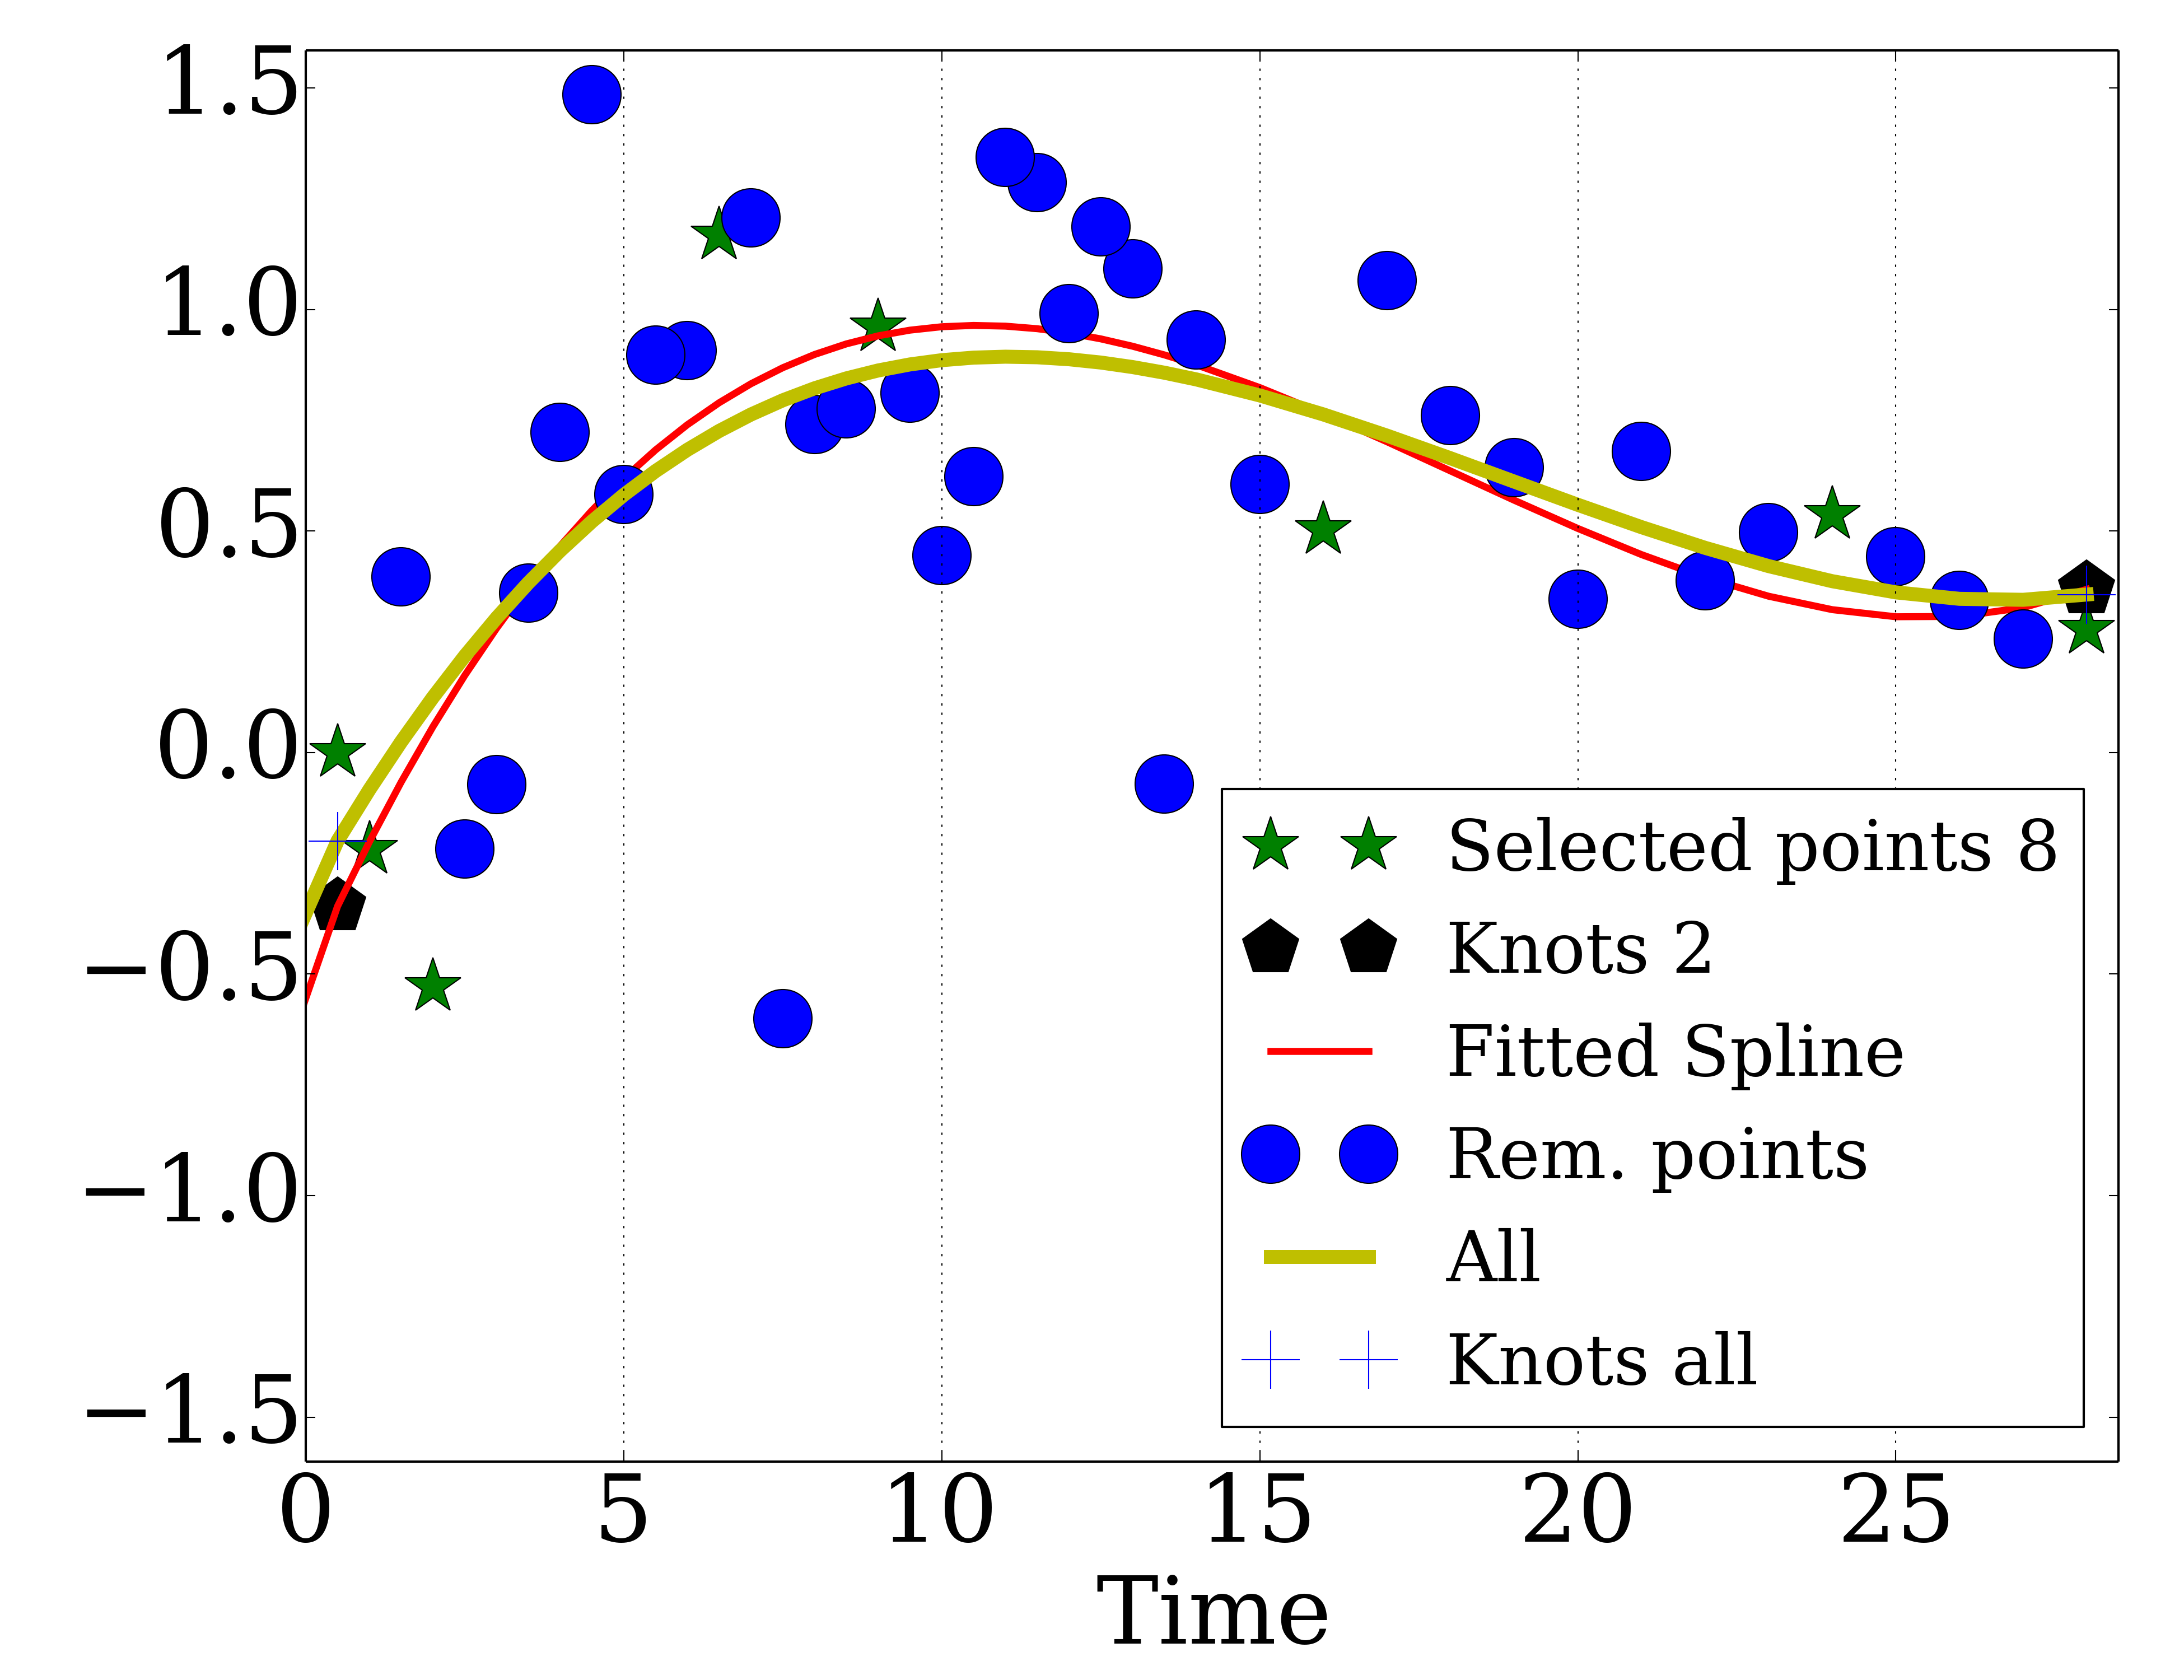 1.5
1.0
0.5
0.0
−0.5
−1.0
−1.5
0 5 10 15 20 25
Time
Selected points 8
Knots 2
Fitted Spline
Rem. points
All
Knots all